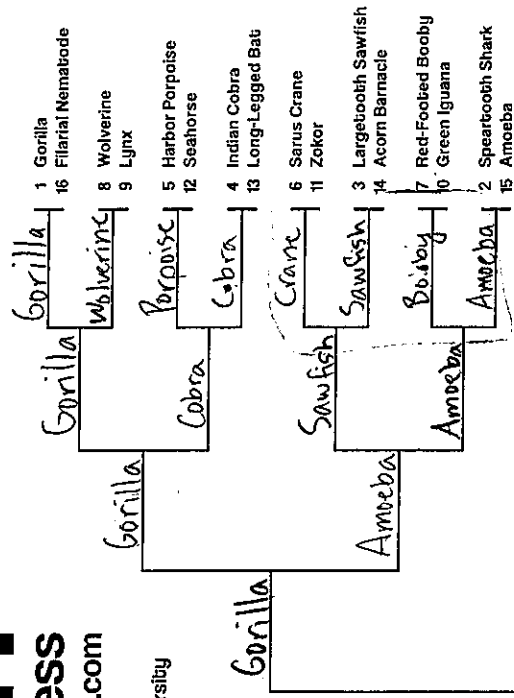 ess
.com
rsity
1 Gorilla
16 Filarial Nematode
8 Wolverine
9 Lynx
5 Harbor Porpoise
12 Seahorse
4 Indian Cobra
13 Long-Legged Bat
6 Sarus Crane
11 Zokor
3 Largetooth Sawfish
14 Acorn Barnacle
7 Red-Footed Booby
10 Green Iguana
2 Speartooth Shark
15 Amoeba
Gorilla
Wolverine
Porpoise
Cobra
Crane
Sawfish
Booby
Amoeba
Gorilla
Cobra
Sawfish
Amoeba
Gorilla
Amoeba
Gorilla